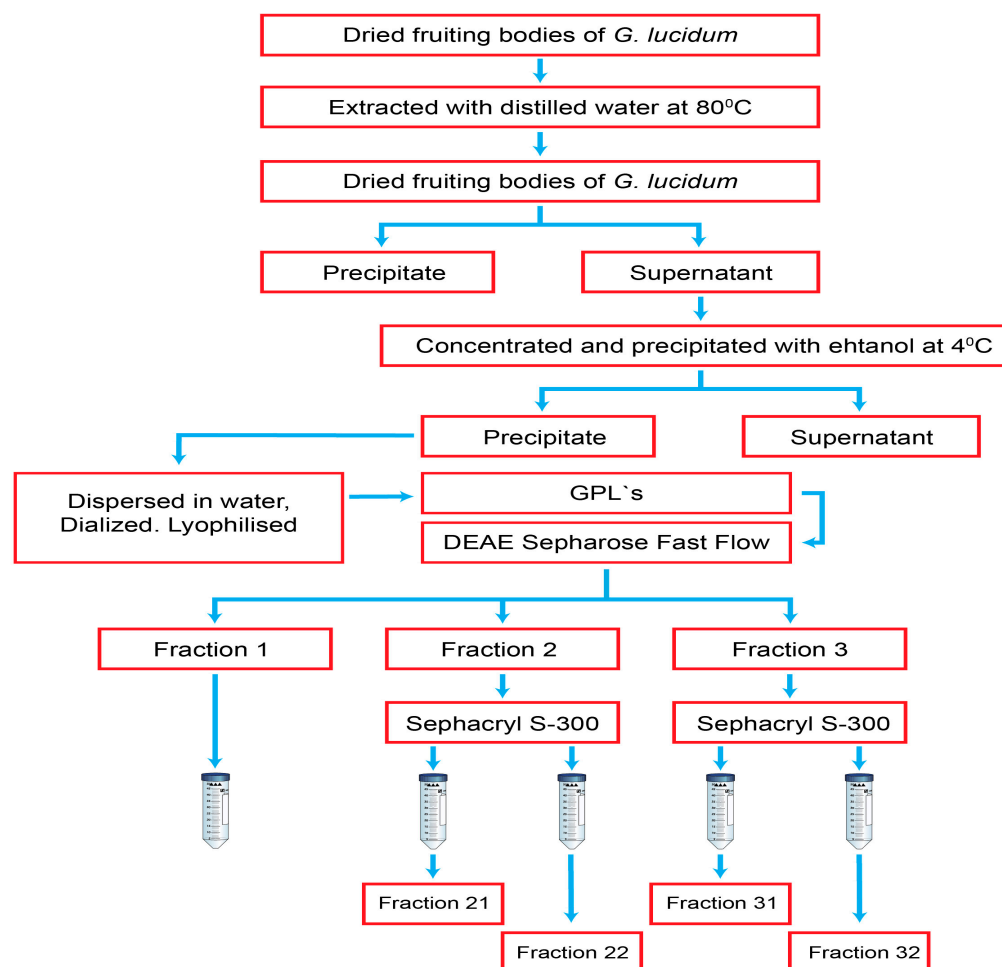 Dried fruiting bodies of G. lucidum
Extracted with distilled water at 80⁰C
Dried fruiting bodies of G. lucidum
Precipitate
Supernatant
Concentrated and precipitated with ehtanol at 4⁰C
Precipitate
Supernatant
Dispersed in water,
Dialized. Lyophilised
GPL`s
DEAE Sepharose Fast Flow
Fraction 1
Fraction 2
Fraction 3
Sephacryl S-300
Sephacryl S-300
Fraction 21
Fraction 31
Fraction 22
Fraction 32